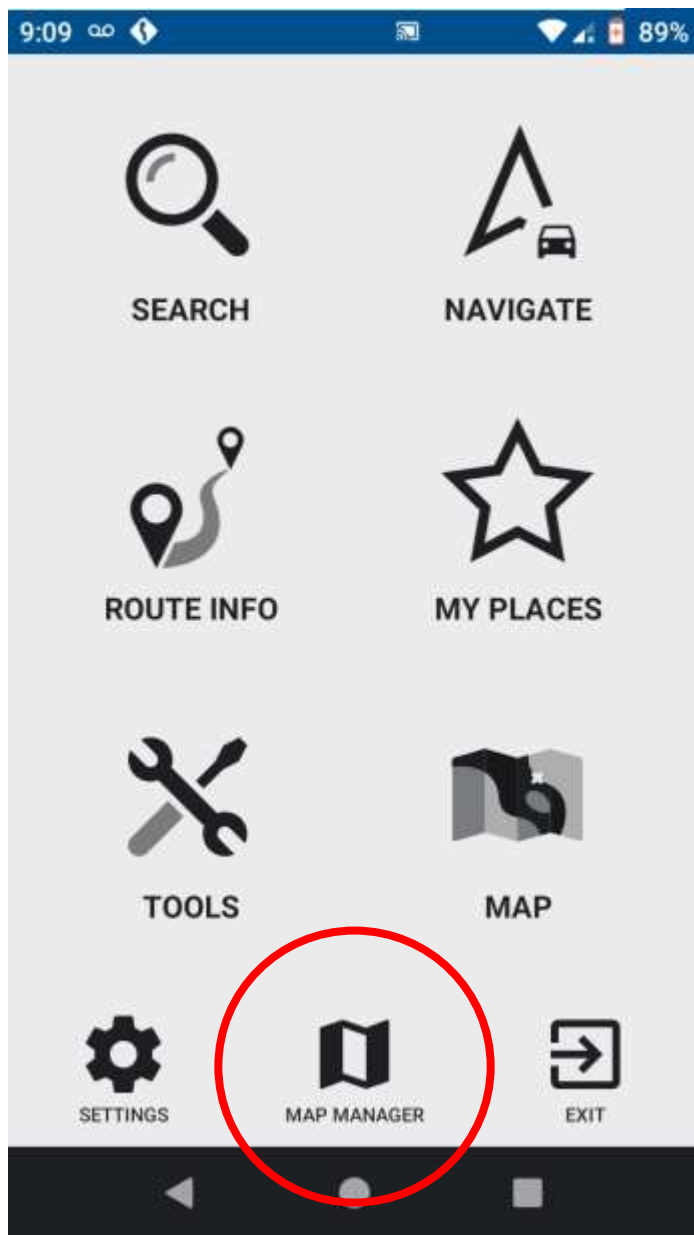 9:09 89%
SEARCH NAVIGATE
ROUTE INFO MY PLACES
TOOLS MAP
SETTINGS MAP MANAGER EXIT